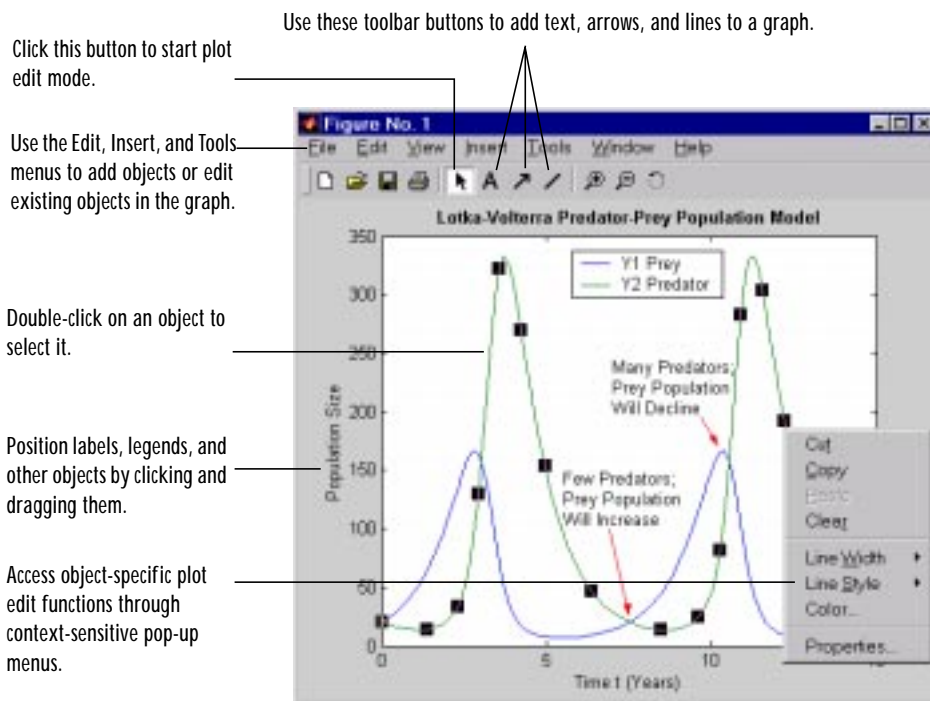 Use these toolbar buttons to add text, arrows, and lines to a graph.
Click this button to start plot
edit mode.
Use the Edit, Insert, and Tools
menus to add objects or edit
existing objects in the graph.
Double-click on an object to
select it.
Position labels, legends, and
other objects by clicking and
dragging them.
Access object-specific plot
edit functions through
context-sensitive pop-up
menus.
Figure No. 1
File Edit View Insert Tools Window Help
A
Lotka-Volterra Predator-Prey Population Model
Y1 Prey
Y2 Predator
Many Predators;
Prey Population
Will Decline
Few Predators;
Prey Population
Will Increase
Population Size
350
300
250
200
150
100
50
0
0 5 10
Time t (Years)
Cut
Copy
Paste
Clear
Line Width
Line Style
Color...
Properties...